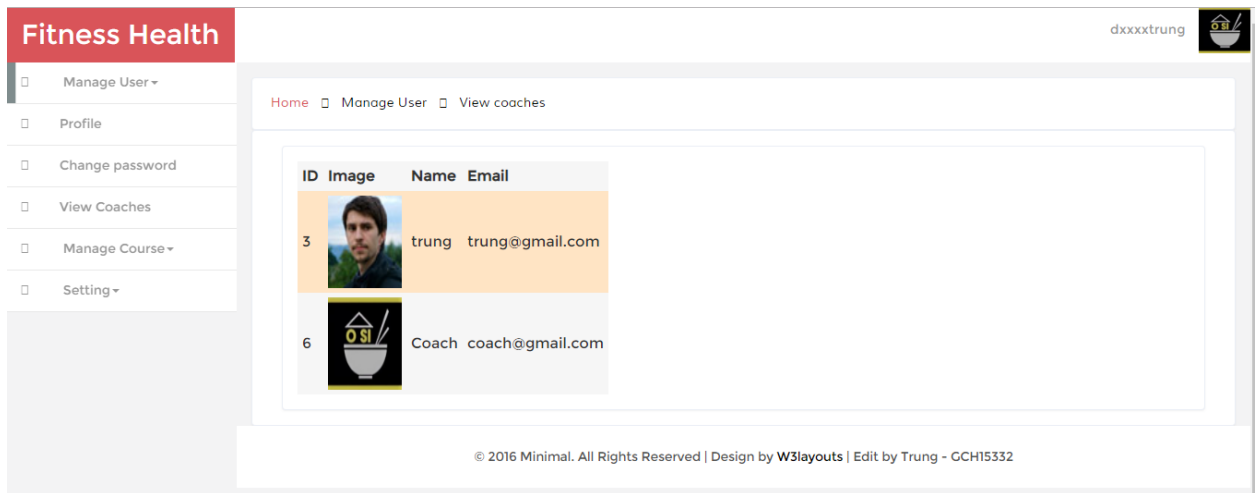 Fitness Health
dxxxxtrung
O SI
Manage User
Profile
Change password
View Coaches
Manage Course
Setting
Home Manage User View coaches
ID Image Name Email
3 trung trung@gmail.com
O SI
6 Coach coach@gmail.com
© 2016 Minimal. All Rights Reserved | Design by W3layouts | Edit by Trung - GCH15332